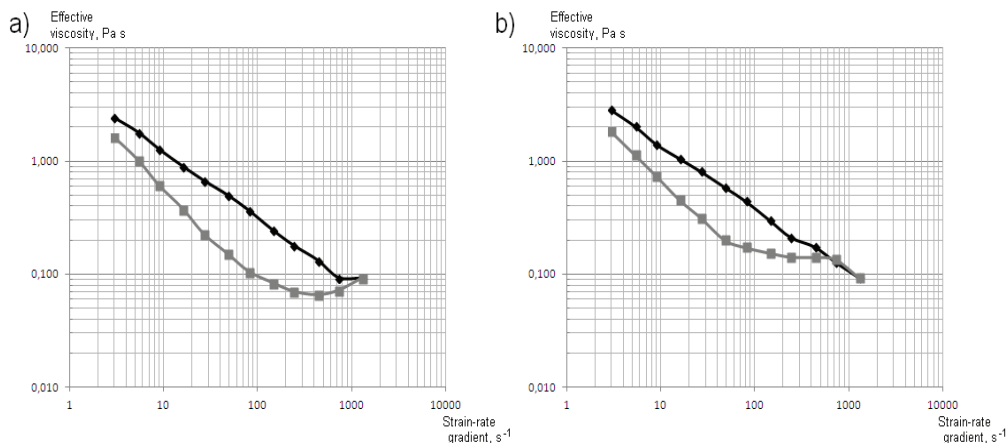 a)
Effective
viscosity, Pa s
10,000
1,000
0,100
0,010
1
10
100
1000
10000
Strain-rate
gradient, s⁻¹
b)
Effective
viscosity, Pa s
10,000
1,000
0,100
0,010
1
10
100
1000
10000
Strain-rate
gradient, s⁻¹